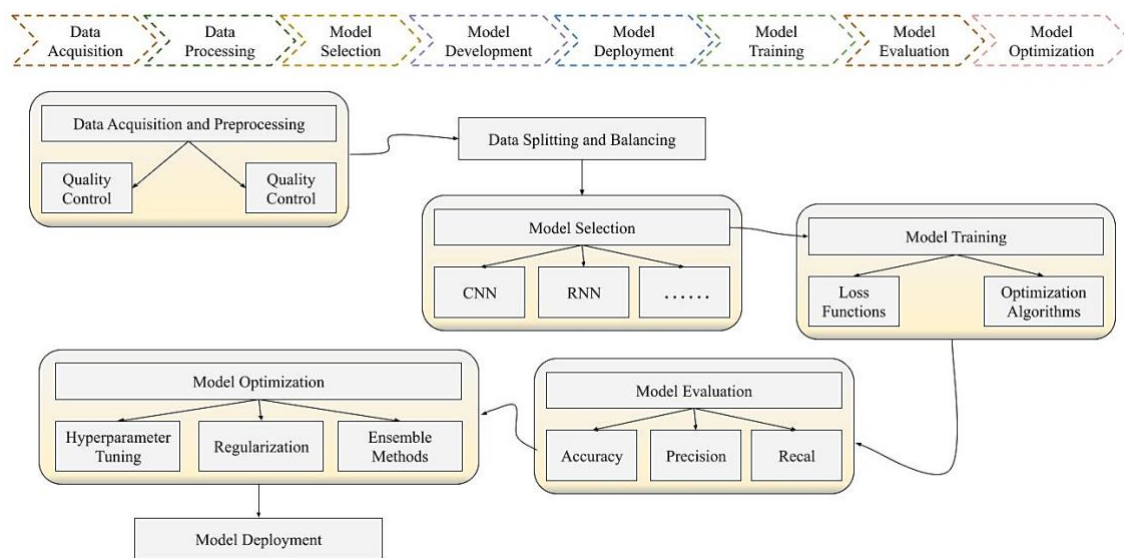 Data
Acquisition
Data
Processing
Model
Selection
Model
Development
Model
Deployment
Model
Training
Model
Evaluation
Model
Optimization
Data Acquisition and Preprocessing
Quality
Control
Quality
Control
Data Splitting and Balancing
Model Selection
CNN
RNN
......
Model Training
Loss
Functions
Optimization
Algorithms
Model Optimization
Hyperparameter
Tuning
Regularization
Ensemble
Methods
Model Evaluation
Accuracy
Precision
Recal
Model Deployment